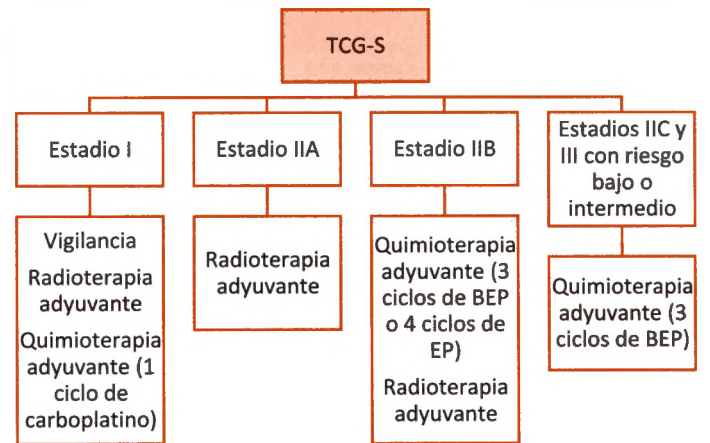 TCG-S
Estadio I
Vigilancia
Radioterapia
adyuvante
Quimioterapia
adyuvante (1
ciclo de
carboplatino)
Estadio IIA
Radioterapia
adyuvante
Estadio IIB
Quimioterapia
adyuvante (3
ciclos de BEP
o 4 ciclos de
EP)
Radioterapia
adyuvante
Estadios IIC y
III con riesgo
bajo o
intermedio
Quimioterapia
adyuvante (3
ciclos de BEP)